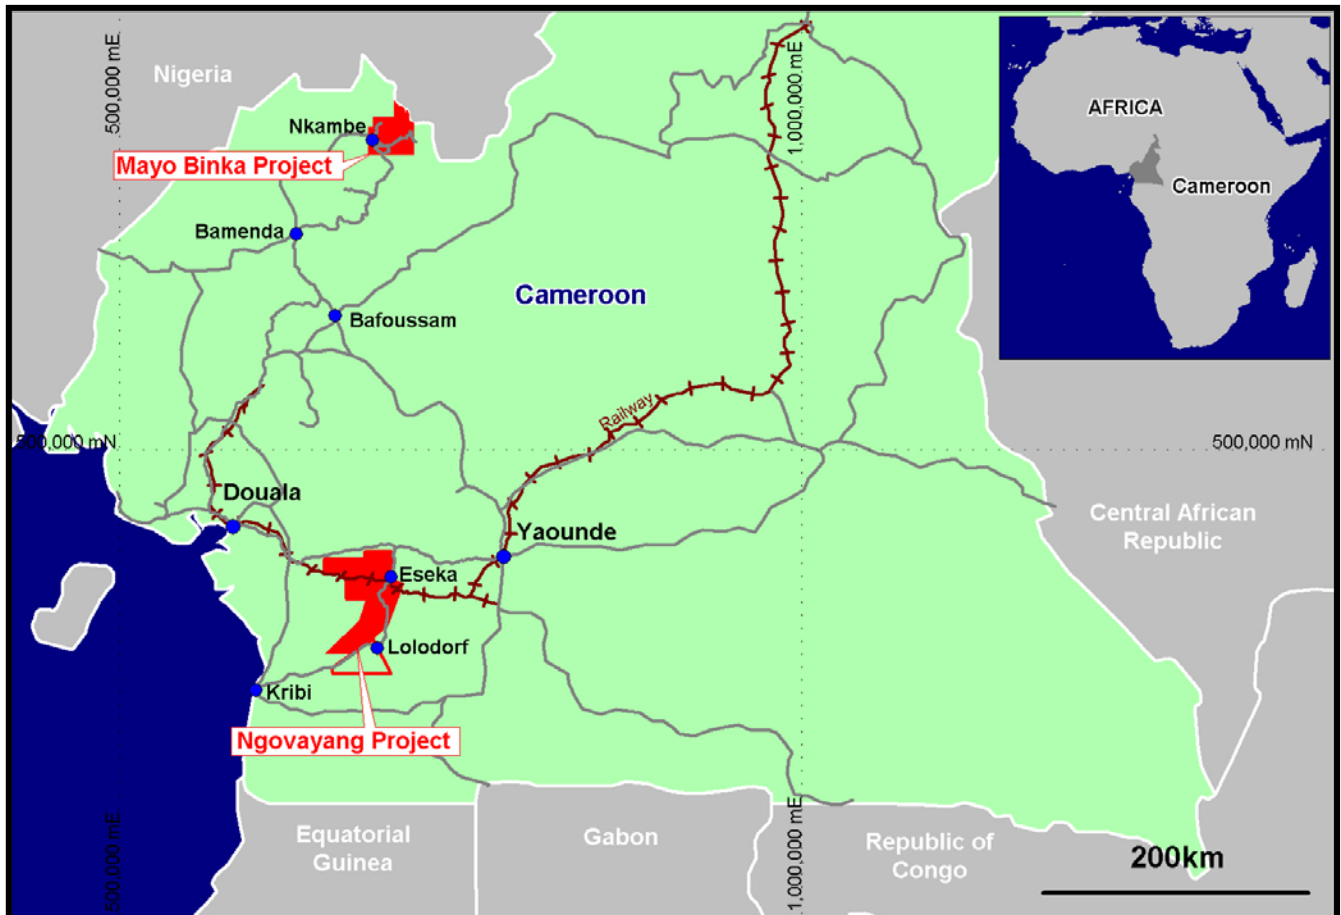 500,000 mE
1,000,000 mE
Nigeria
Nkambe
Mayo Binka Project
Bamenda
Bafoussam
Cameroon
AFRICA
Cameroon
Railway
500,000 mN
500,000 mN
Douala
Yaounde
Eseka
Lolodorf
Kribi
Ngovayang Project
Central African
Republic
Equatorial
Guinea
Gabon
Republic of
Congo
200km
500,000 mE
1,000,000 mE